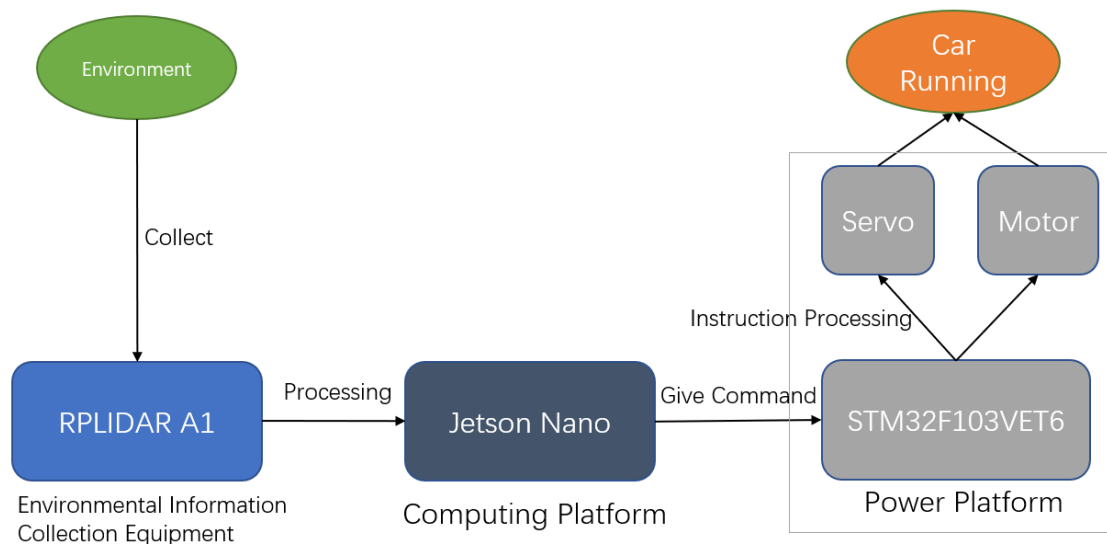 Environment
Car
Running
Collect
Servo
Motor
Instruction Processing
RPLIDAR A1
Processing
Jetson Nano
Give Command
STM32F103VET6
Environmental Information
Collection Equipment
Computing Platform
Power Platform